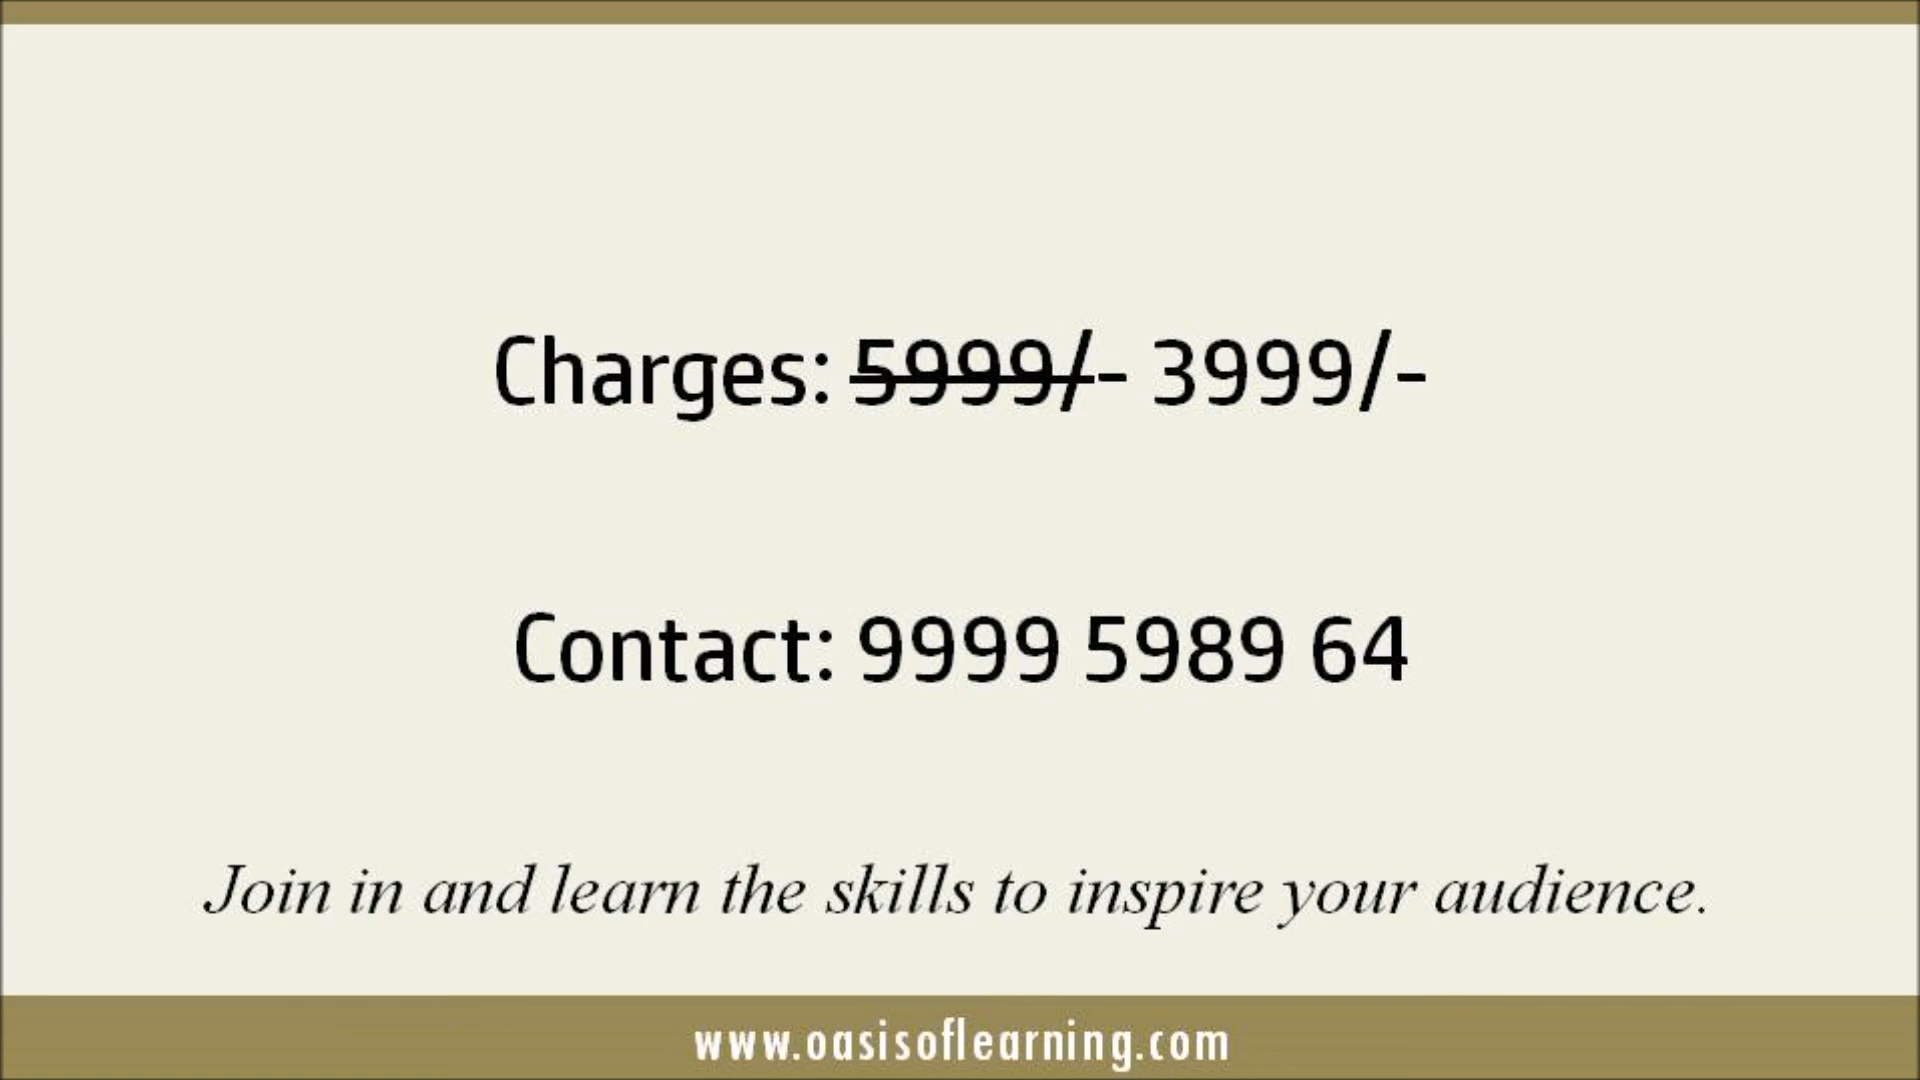 Charges: 5999/- 3999/-
Contact: 9999 5989 64
Join in and learn the skills to inspire your audience.
www.oasisoflearning.com